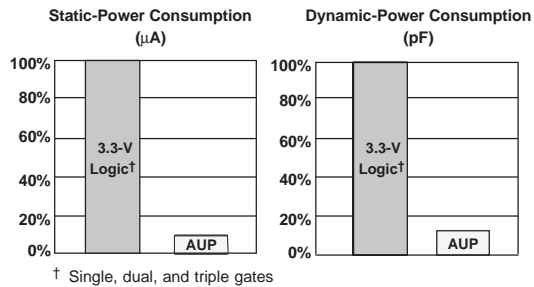 Static-Power Consumption
(μA)
100%
80%
60%
40%
20%
0%
3.3-V
Logic†
AUP
Dynamic-Power Consumption
(pF)
100%
80%
60%
40%
20%
0%
3.3-V
Logic†
AUP
† Single, dual, and triple gates